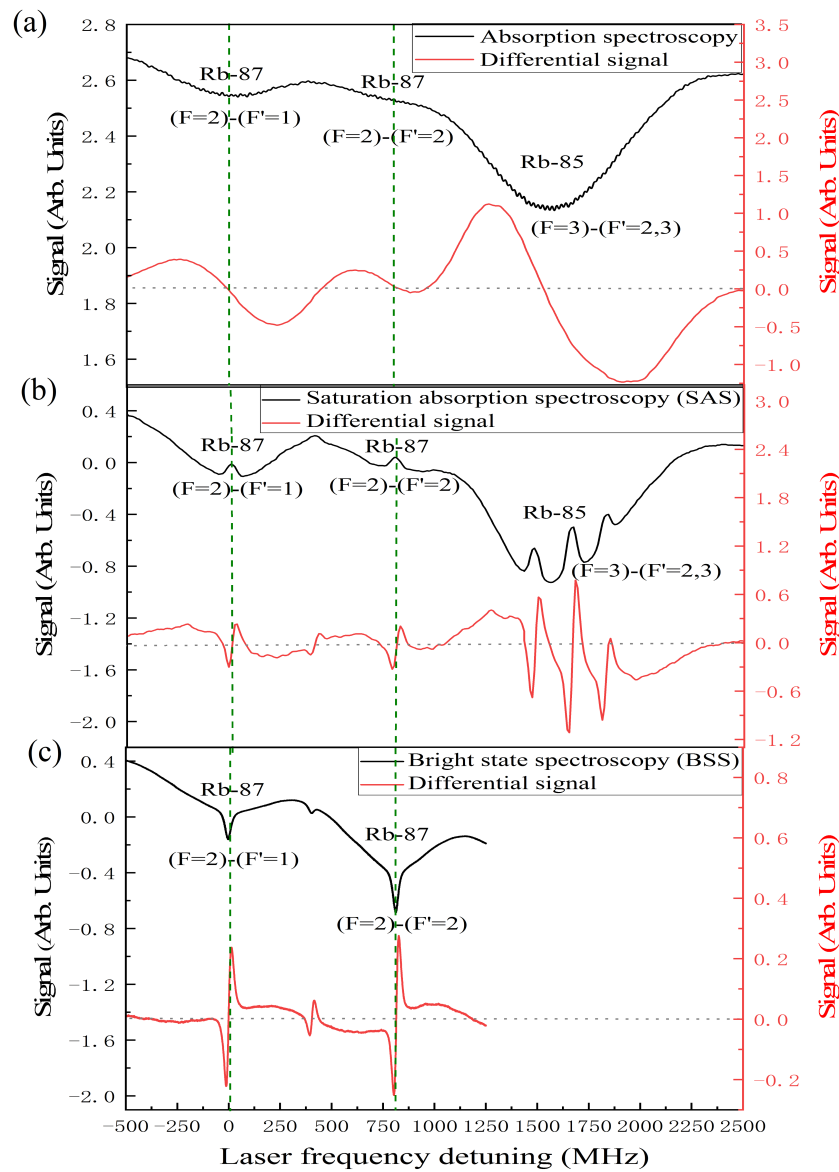 (a)
Absorption spectroscopy
Differential signal
Rb-87
(F=2)-(F'=1)
Rb-87
(F=2)-(F'=2)
Rb-85
(F=3)-(F'=2,3)
Signal (Arb. Units)
2.8
2.6
2.4
2.2
2.0
1.8
1.6
3.5
3.0
2.5
2.0
1.5
1.0
0.5
0.0
-0.5
-1.0
Signal (Arb. Units)
(b)
Saturation absorption spectroscopy (SAS)
Differential signal
Rb-87
(F=2)-(F'=1)
Rb-87
(F=2)-(F'=2)
Rb-85
(F=3)-(F'=2,3)
Signal (Arb. Units)
0.4
0.0
-0.4
-0.8
-1.2
-1.6
-2.0
3.0
2.4
1.8
1.2
0.6
0.0
-0.6
-1.2
Signal (Arb. Units)
(c)
Bright state spectroscopy (BSS)
Differential signal
Rb-87
(F=2)-(F'=1)
Rb-87
(F=2)-(F'=2)
Signal (Arb. Units)
0.4
0.0
-0.4
-0.8
-1.2
-1.6
-2.0
0.8
0.6
0.4
0.2
0.0
-0.2
Signal (Arb. Units)
-500 -250 0 250 500 750 1000 1250 1500 1750 2000 2250 2500
Laser frequency detuning (MHz)